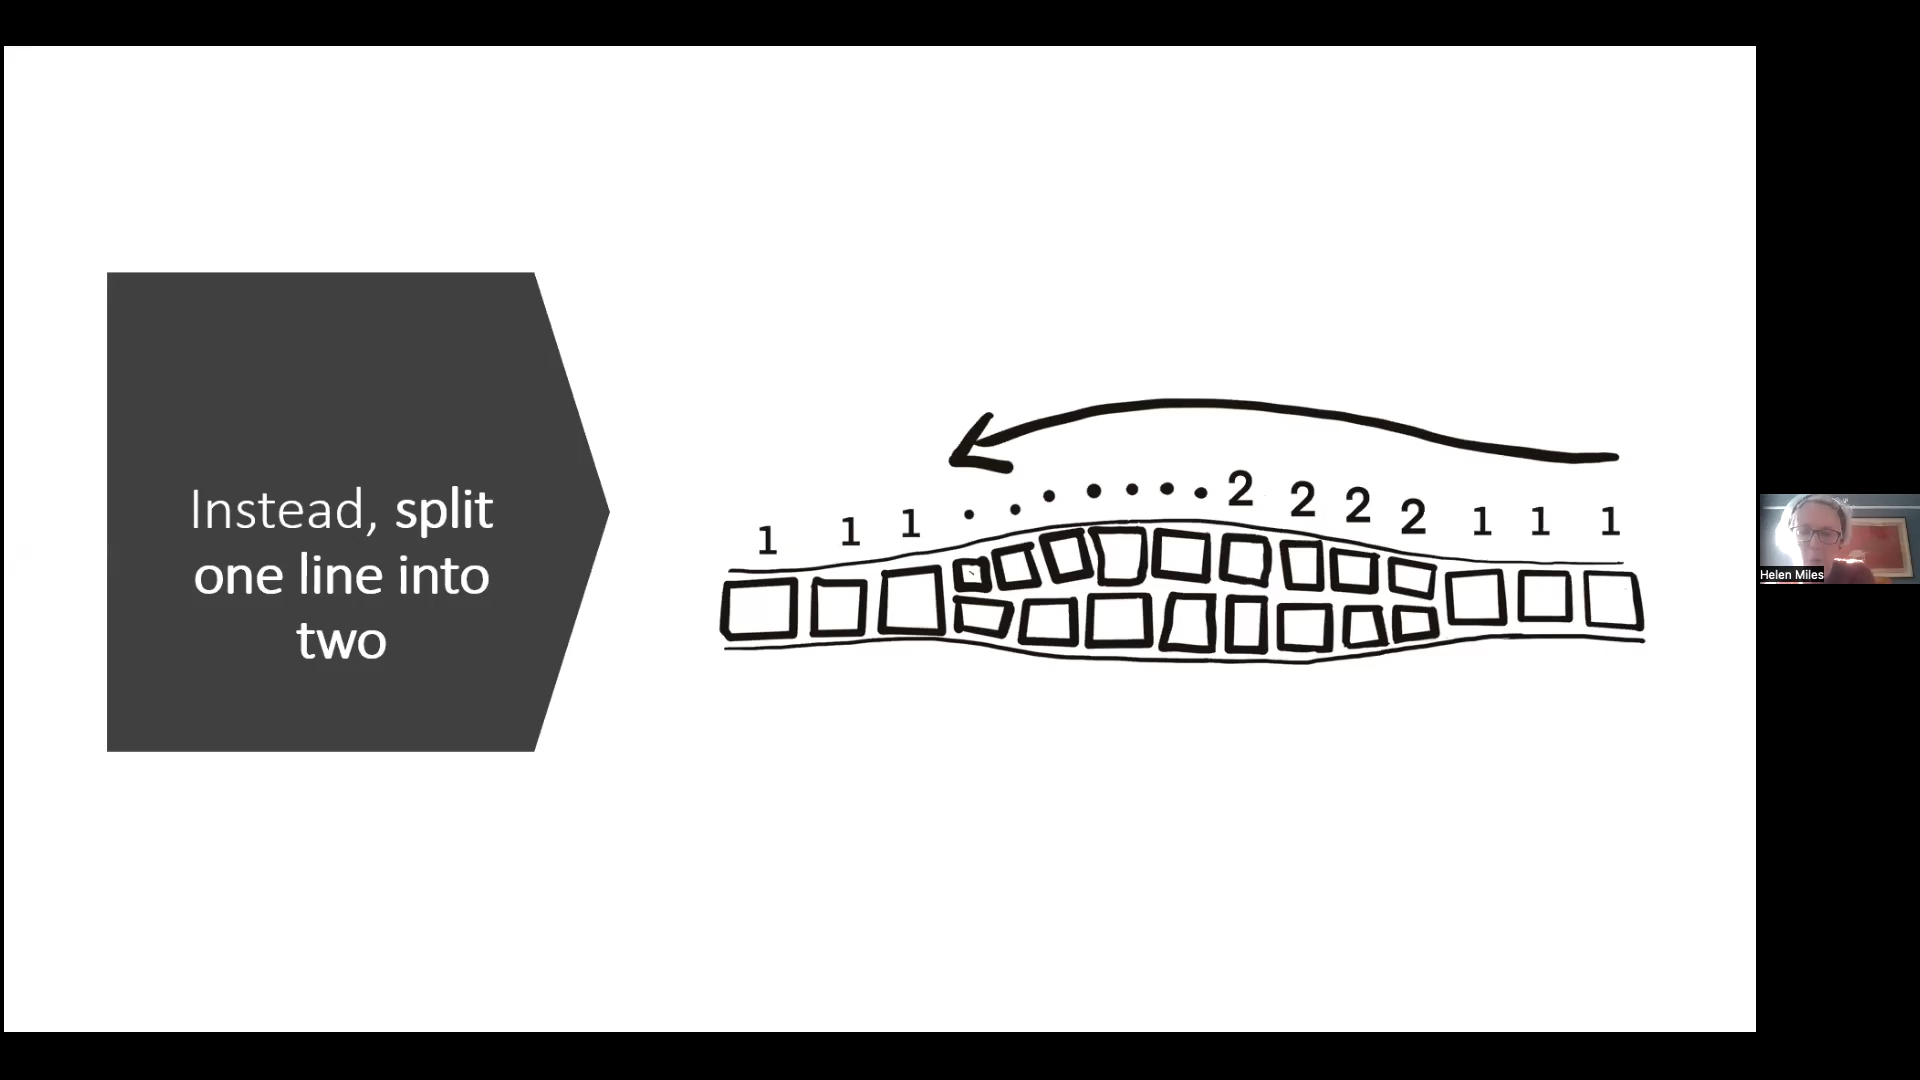 Instead, split
one line into
two
1 1 1 . . . . . . . 2 2 2 2 1 1 1
Helen Miles